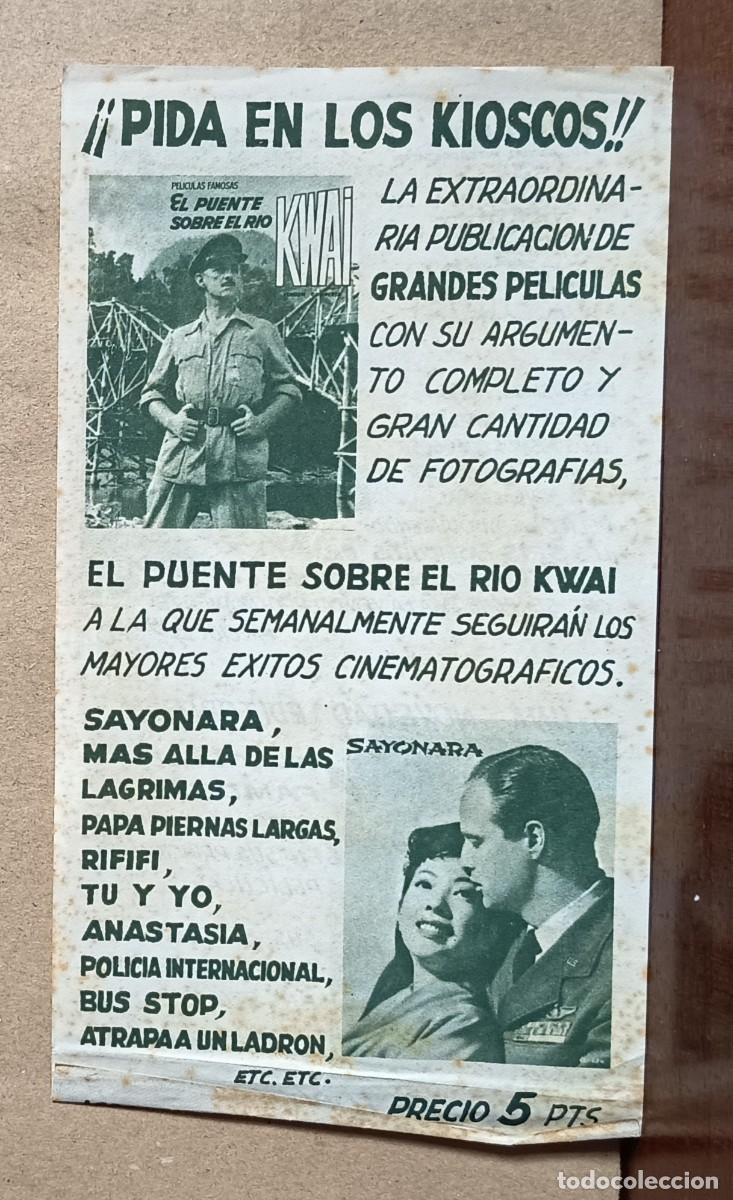 ¡¡PIDA EN LOS KIOSCOS!!
PELICULAS FAMOSAS
EL PUENTE
SOBRE EL RIO
KWAI
LA EXTRAORDINA-
RIA PUBLICACION DE
GRANDES PELICULAS
CON SU ARGUMEN-
TO COMPLETO Y
GRAN CANTIDAD
DE FOTOGRAFIAS,
EL PUENTE SOBRE EL RIO KWAI
A LA QUE SEMANALMENTE SEGUIRÁN LOS
MAYORES EXITOS CINEMATOGRAFICOS.
SAYONARA,
MAS ALLA DE LAS
LAGRIMAS,
PAPA PIERNAS LARGAS,
RIFIFI,
TU Y YO,
ANASTASIA,
POLICIA INTERNACIONAL,
BUS STOP,
ATRAPA A UN LADRON,
ETC. ETC.
SAYONARA
PRECIO 5 PTS
todocoleccion